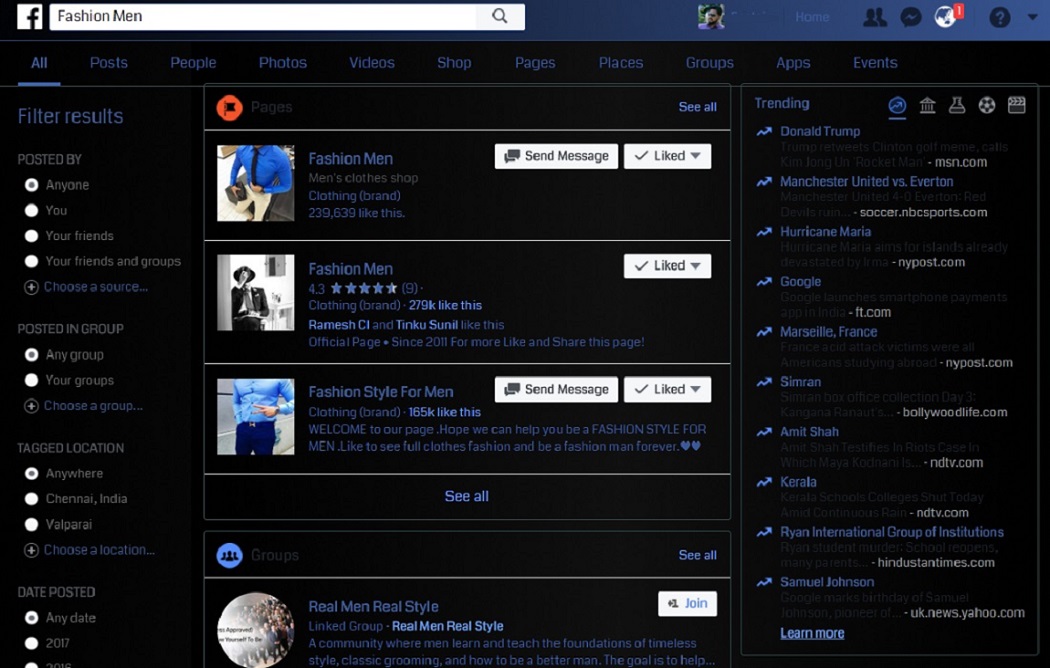 Fashion Men
Home
1
All Posts People Photos Videos Shop Pages Places Groups Apps Events
Filter results
POSTED BY
Anyone
You
Your friends
Your friends and groups
Choose a source...
POSTED IN GROUP
Any group
Your groups
Choose a group...
TAGGED LOCATION
Anywhere
Chennai, India
Valparai
Choose a location...
DATE POSTED
Any date
2017
2016
Pages
See all
Fashion Men
Send Message
Liked
Men's clothes shop
Clothing (brand)
239,639 like this.
Fashion Men
Liked
4.3 ★★★★★ (9) ·
Clothing (brand) · 279k like this
Ramesh Cl and Tinku Sunil like this
Official Page • Since 2011 For more Like and Share this page!
Fashion Style For Men
Send Message
Liked
Clothing (brand) · 165k like this
WELCOME to our page .Hope we can help you be a FASHION STYLE FOR
MEN .Like to see full clothes fashion and be a fashion man forever.♥♥
See all
Groups
See all
Real Men Real Style
+1 Join
Linked Group · Real Men Real Style
A community where men learn and teach the foundations of timeless
style, classic grooming, and how to be a better man. The goal is to help...
Trending
Donald Trump
Trump retweets Clinton golf meme, calls
Kim Jong Un 'Rocket Man' - msn.com
Manchester United vs. Everton
Manchester United 4-0 Everton: Red
Devils ruin... - soccer.nbcsports.com
Hurricane Maria
Hurricane Maria aims for islands already
devastated by Irma - nypost.com
Google
Google launches smartphone payments
app in India - ft.com
Marseille, France
France acid attack victims were all
Americans studying abroad - nypost.com
Simran
Simran box office collection Day 3:
Kangana Ranaut's... - bollywoodlife.com
Amit Shah
Amit Shah Testifies In Riots Case In
Which Maya Kodnani Is... - ndtv.com
Kerala
Kerala Schools Colleges Shut Today
Amid Continuous Rain - ndtv.com
Ryan International Group of Institutions
Ryan student murder: School reopens,
many parents... - hindustantimes.com
Samuel Johnson
Google marks birthday of Samuel
Johnson, pioneer of... - uk.news.yahoo.com
Learn more